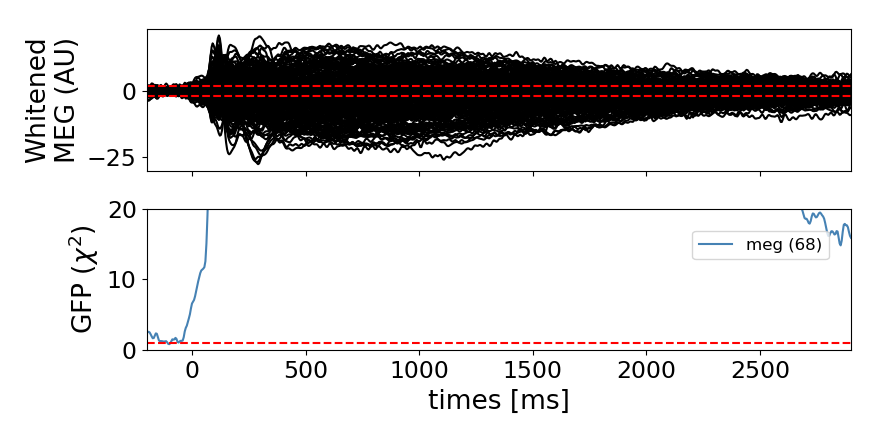 Whitened
MEG (AU)
0
−25
GFP (χ²)
20
10
0
meg (68)
0 500 1000 1500 2000 2500
times [ms]